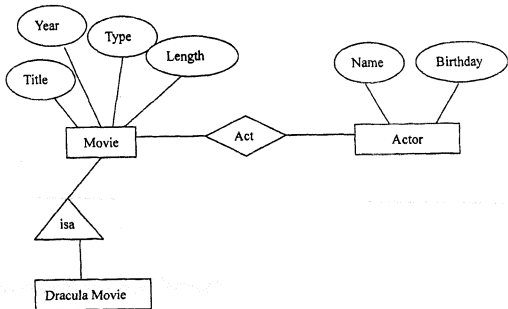 Year
Type
Length
Title
Name
Birthday
Movie
Act
Actor
isa
Dracula Movie